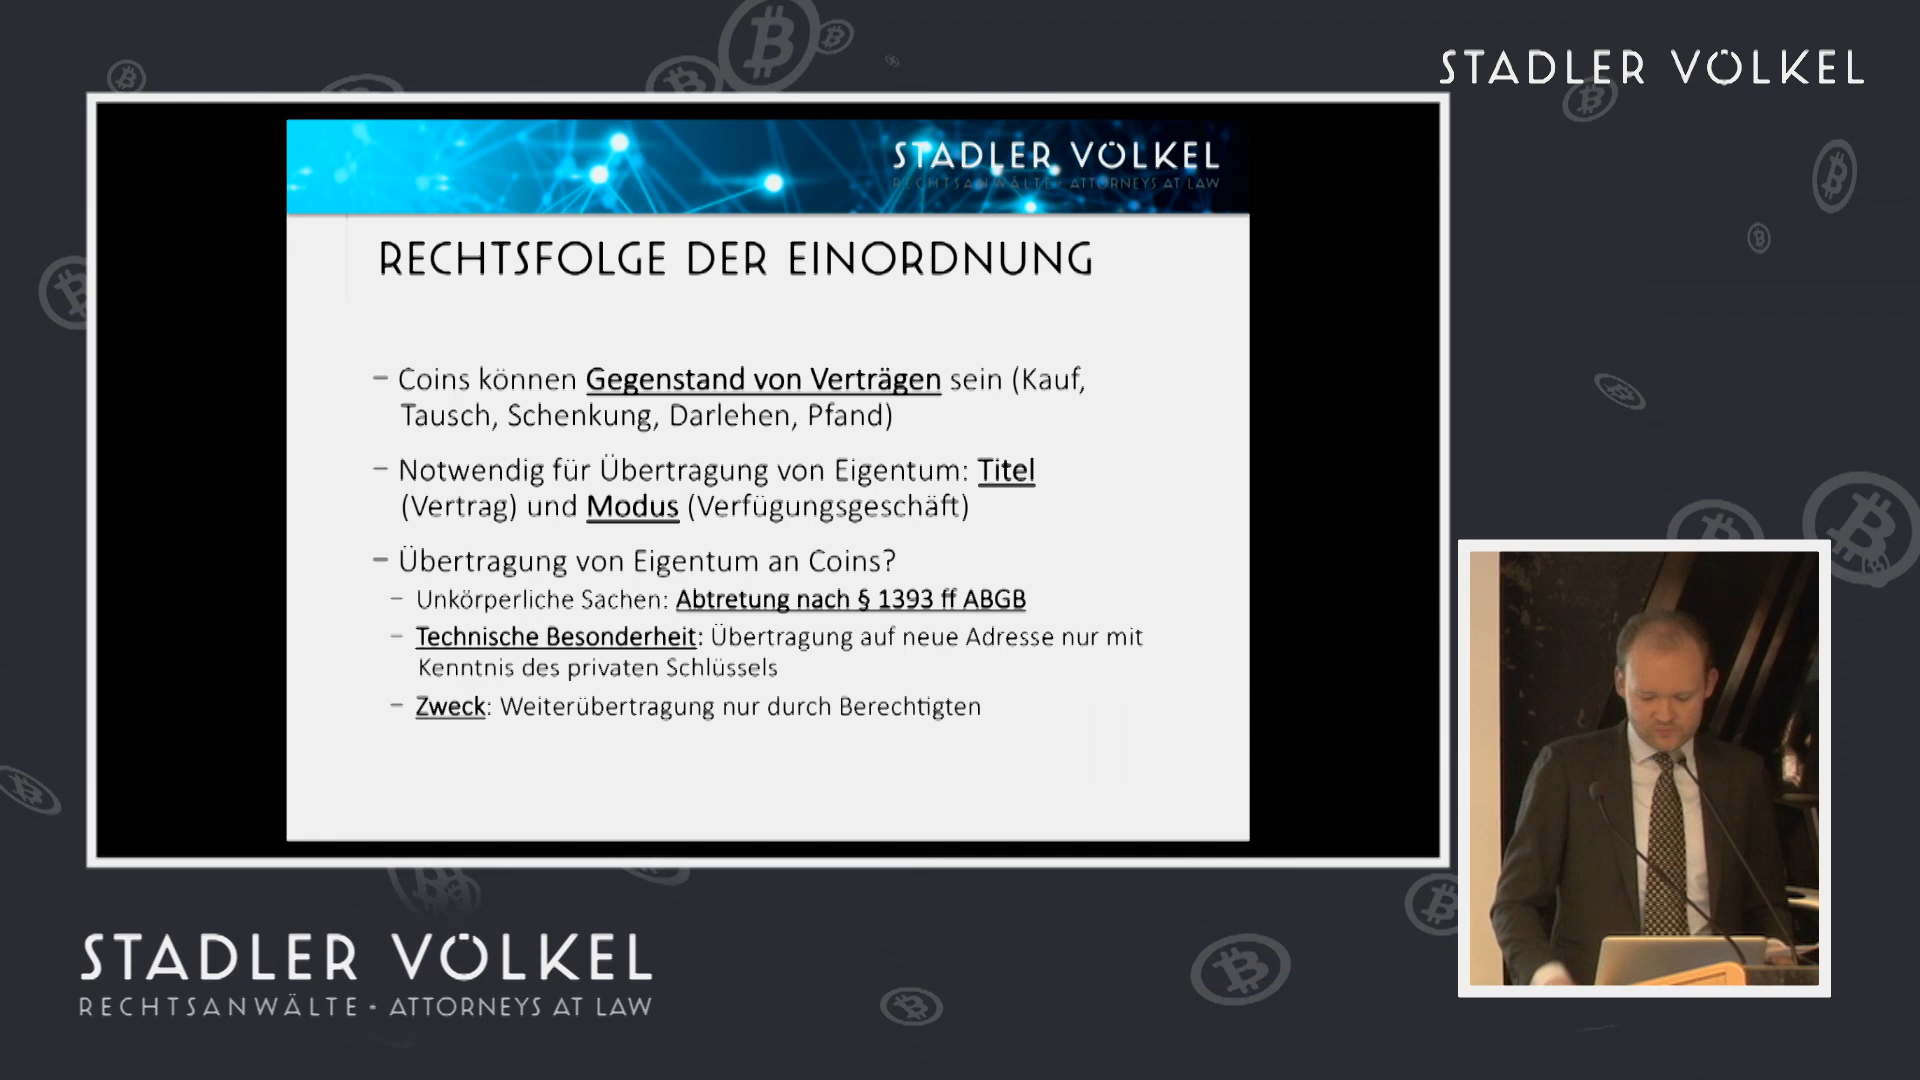 STADLER VÖLKEL
STADLER VÖLKEL
RECHTSANWÄLTE • ATTORNEYS AT LAW
RECHTSFOLGE DER EINORDNUNG
– Coins können Gegenstand von Verträgen sein (Kauf,
Tausch, Schenkung, Darlehen, Pfand)
– Notwendig für Übertragung von Eigentum: Titel
(Vertrag) und Modus (Verfügungsgeschäft)
– Übertragung von Eigentum an Coins?
– Unkörperliche Sachen: Abtretung nach § 1393 ff ABGB
– Technische Besonderheit: Übertragung auf neue Adresse nur mit
Kenntnis des privaten Schlüssels
– Zweck: Weiterübertragung nur durch Berechtigten
STADLER VÖLKEL
RECHTSANWÄLTE • ATTORNEYS AT LAW